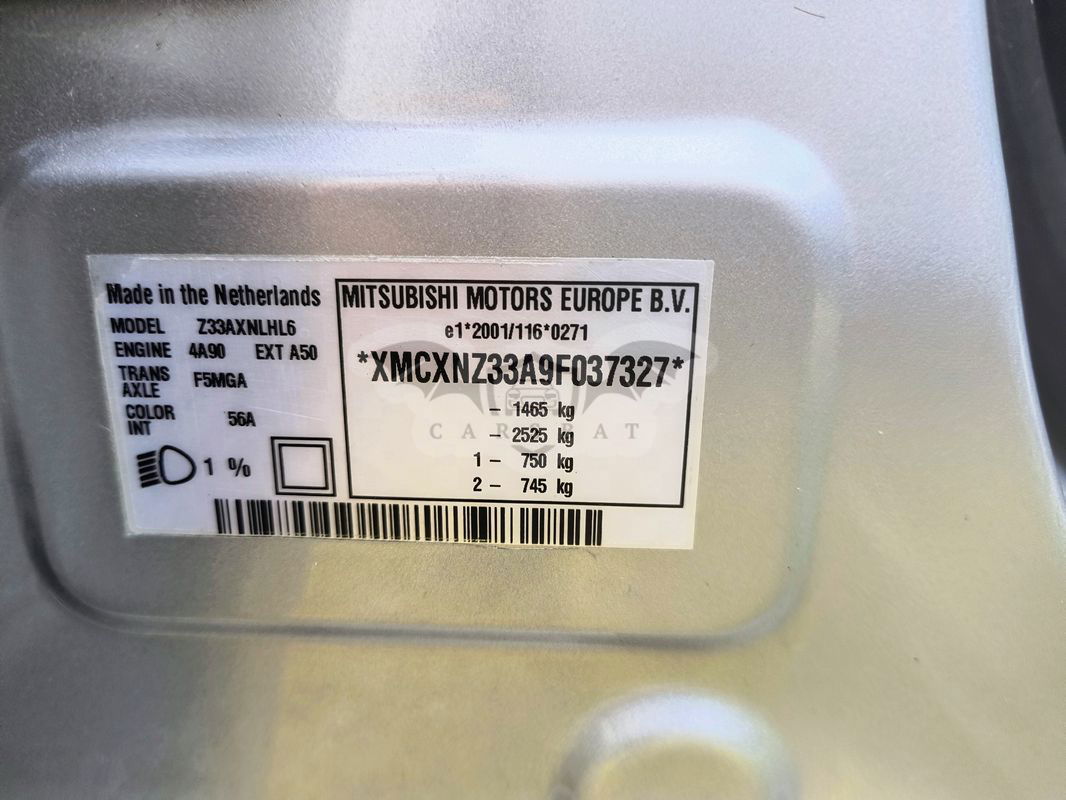 Made in the Netherlands
MODEL Z33AXNLHL6
ENGINE 4A90 EXT A50
TRANS AXLE F5MGA
COLOR INT 56A
1 %
MITSUBISHI MOTORS EUROPE B.V.
e1*2001/116*0271
*XMCXNZ33A9F037327*
– 1465 kg
– 2525 kg
1 – 750 kg
2 – 745 kg
CARSBAT